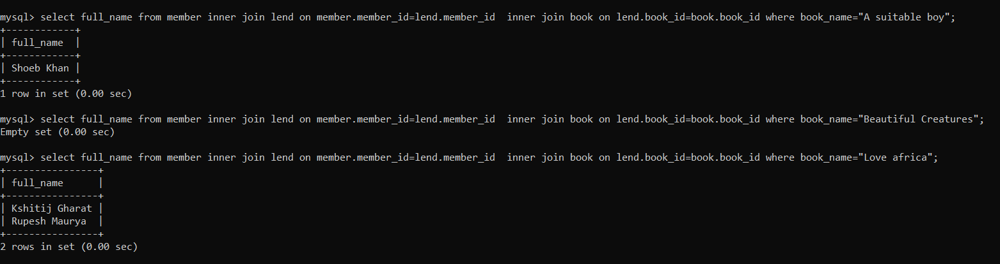 mysql> select full_name from member inner join lend on member.member_id=lend.member_id  inner join book on lend.book_id=book.book_id where book_name="A suitable boy";
+------------+
| full_name  |
+------------+
| Shoeb Khan |
+------------+
1 row in set (0.00 sec)
mysql> select full_name from member inner join lend on member.member_id=lend.member_id  inner join book on lend.book_id=book.book_id where book_name="Beautiful Creatures";
Empty set (0.00 sec)
mysql> select full_name from member inner join lend on member.member_id=lend.member_id  inner join book on lend.book_id=book.book_id where book_name="Love africa";
+----------------+
| full_name      |
+----------------+
| Kshitij Gharat |
| Rupesh Maurya  |
+----------------+
2 rows in set (0.00 sec)